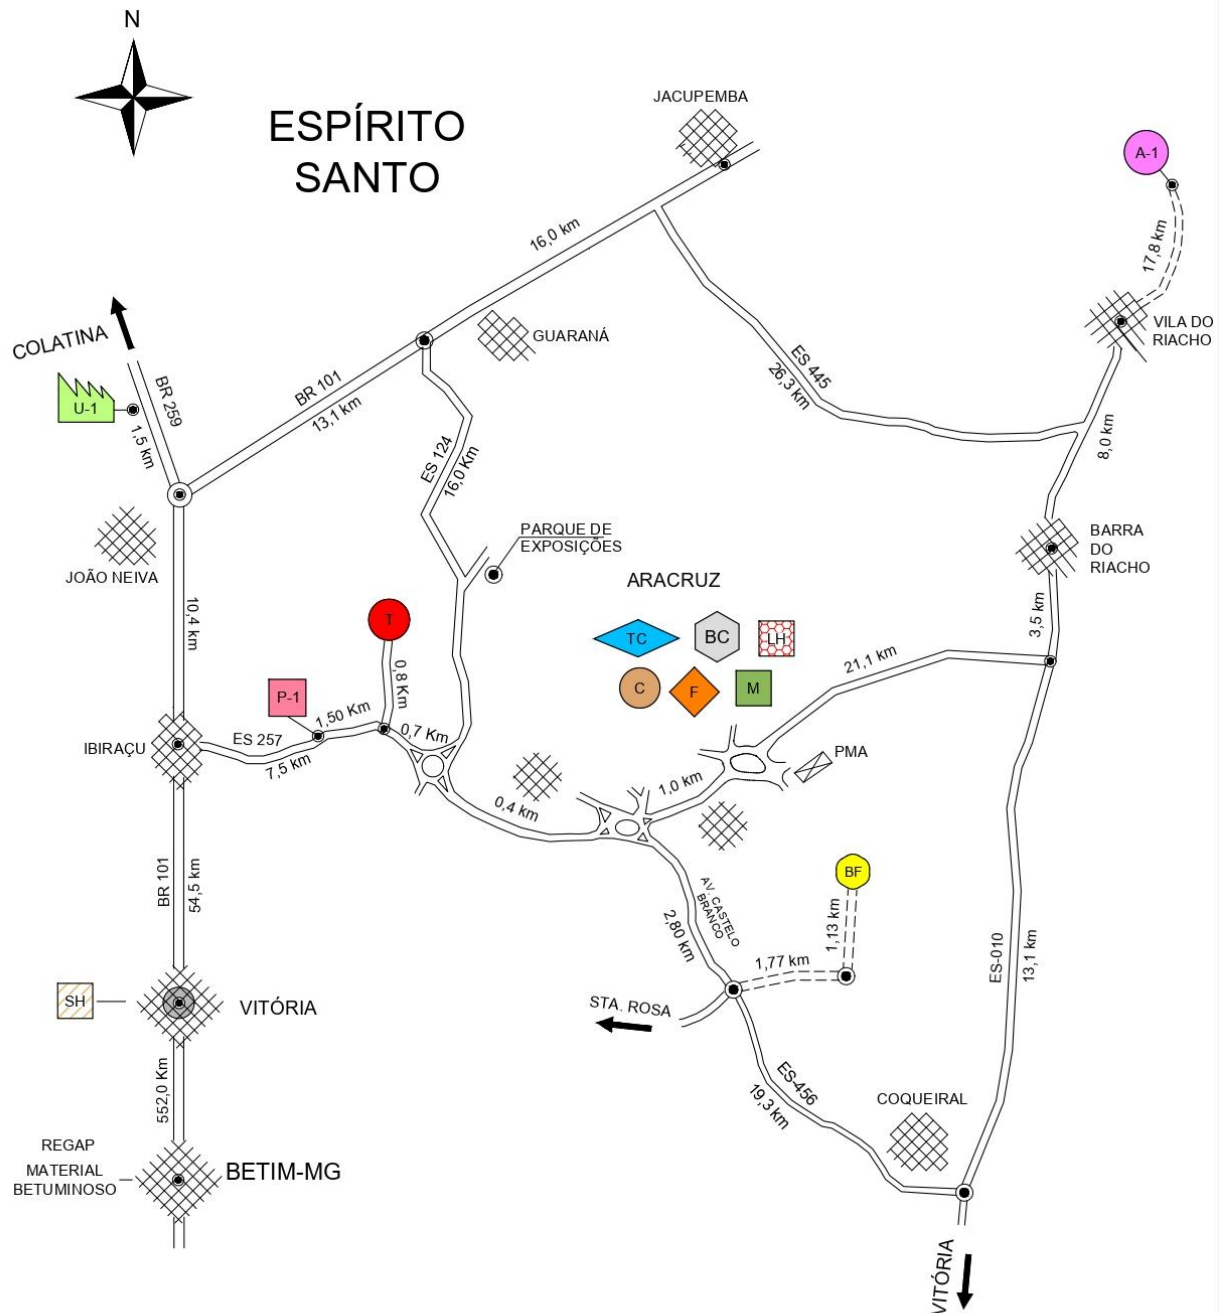 N
ESPÍRITO
SANTO
JACUPEMBA
A-1
16,0 km
17,8 km
COLATINA
GUARANÁ
VILA DO
RIACHO
BR 259
U-1
1,5 km
BR 101
13,1 km
ES 445
26,3 km
ES 124
16,0 Km
8,0 km
PARQUE DE
EXPOSIÇÕES
BARRA
DO
RIACHO
JOÃO NEIVA
ARACRUZ
10,4 km
T
TC
BC
LH
3,5 km
C
F
M
21,1 km
0,8 Km
P-1
1,50 Km
0,7 Km
IBIRAÇU
ES 257
7,5 km
PMA
1,0 km
0,4 km
BR 101
54,5 km
AV. CASTELO
BRANCO
2,80 km
BF
1,13 km
1,77 km
ES-010
13,1 km
SH
VITÓRIA
STA. ROSA
552,0 Km
ES-456
19,3 km
COQUEIRAL
REGAP
MATERIAL
BETUMINOSO
BETIM-MG
VITÓRIA